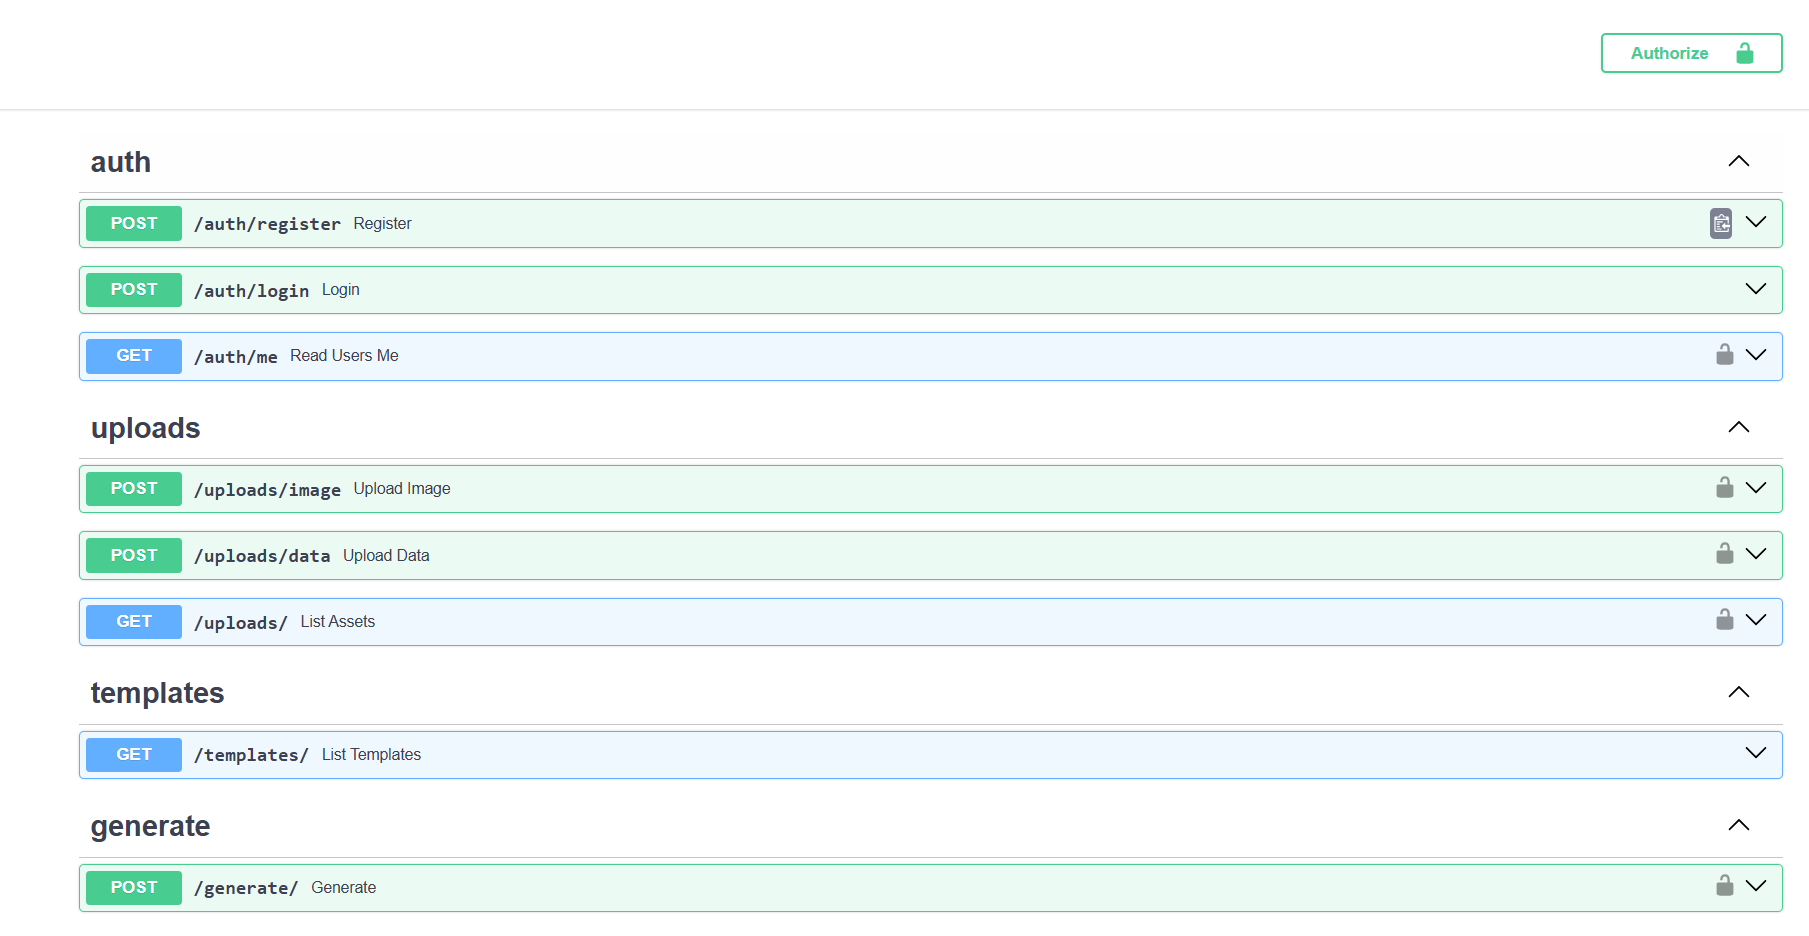 Authorize
auth
POST /auth/register Register
POST /auth/login Login
GET /auth/me Read Users Me
uploads
POST /uploads/image Upload Image
POST /uploads/data Upload Data
GET /uploads/ List Assets
templates
GET /templates/ List Templates
generate
POST /generate/ Generate